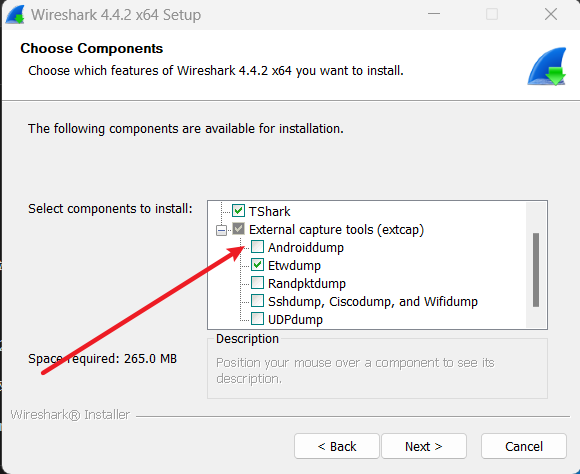 Wireshark 4.4.2 x64 Setup
Choose Components
Choose which features of Wireshark 4.4.2 x64 you want to install.
The following components are available for installation.
Select components to install:
TShark
External capture tools (extcap)
Androiddump
Etwdump
Randpktdump
Sshdump, Ciscodump, and Wifidump
UDPdump
Space required: 265.0 MB
Description
Position your mouse over a component to see its
description.
Wireshark® Installer
< Back
Next >
Cancel